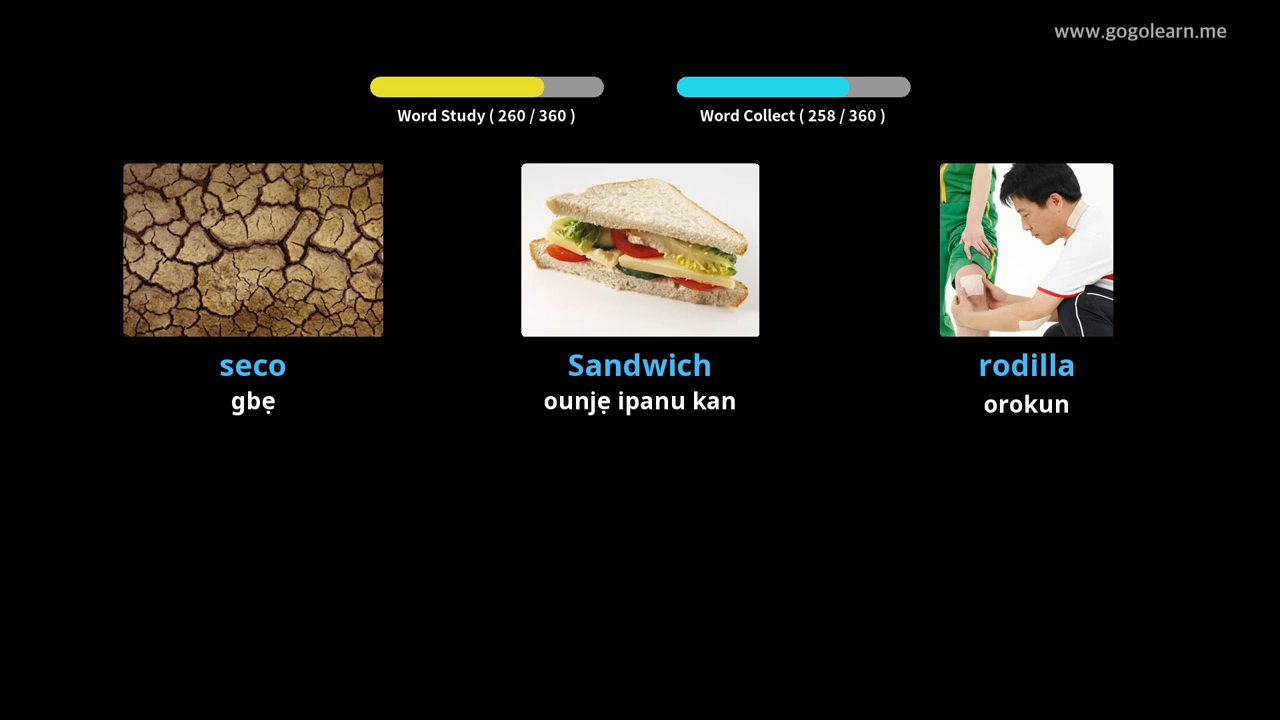 www.gogolearn.me
Word Study ( 260 / 360 )
Word Collect ( 258 / 360 )
seco
Sandwich
rodilla
gbẹ
ounjẹ ipanu kan
orokun